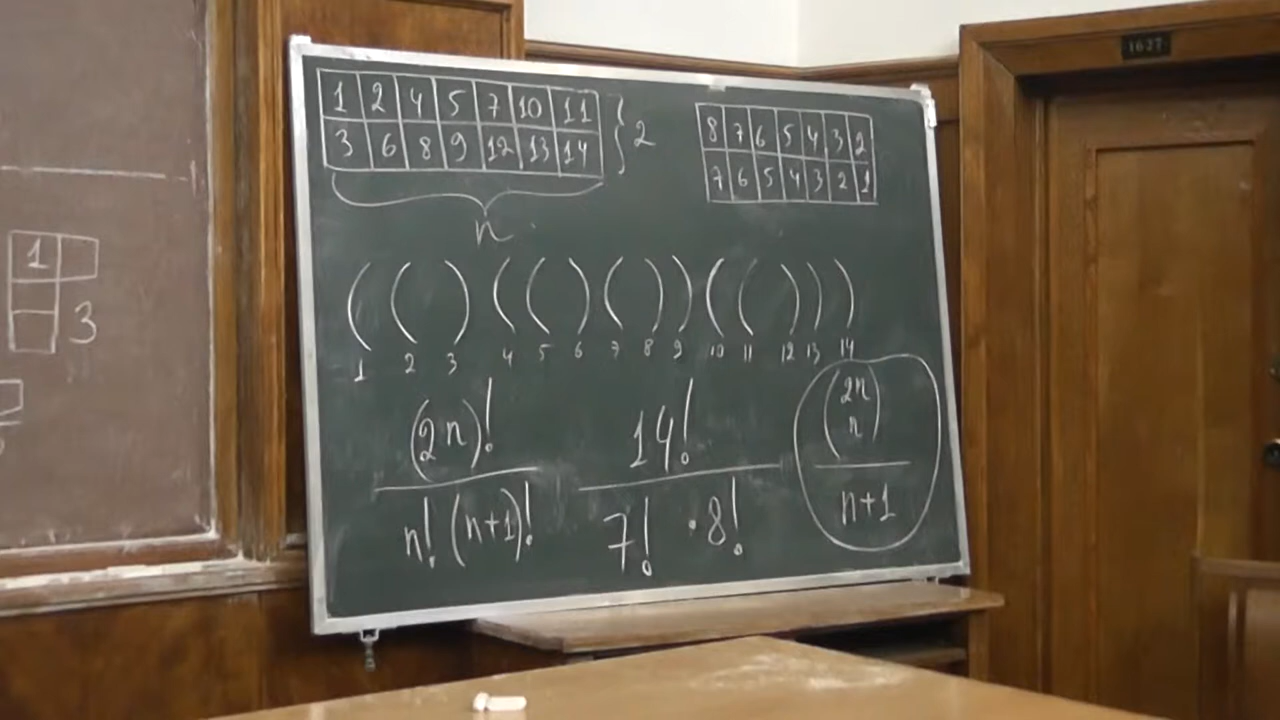 1 2 4 5 7 10 11
3 6 8 9 12 13 14
} 2
n
8 7 6 5 4 3 2
7 6 5 4 3 2 1
( ( ) ( ( ) ( ) ) ( ( ) ) )
1 2 3 4 5 6 7 8 9 10 11 12 13 14
(2n)!
n! (n+1)!
14!
7! · 8!
(2n
n)
n+1
1
3
1627